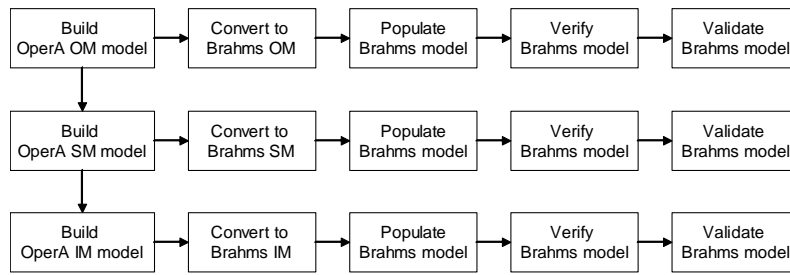 Build
OperA OM model
Convert to
Brahms OM
Populate
Brahms model
Verify
Brahms model
Validate
Brahms model
Build
OperA SM model
Convert to
Brahms SM
Populate
Brahms model
Verify
Brahms model
Validate
Brahms model
Build
OperA IM model
Convert to
Brahms IM
Populate
Brahms model
Verify
Brahms model
Validate
Brahms model